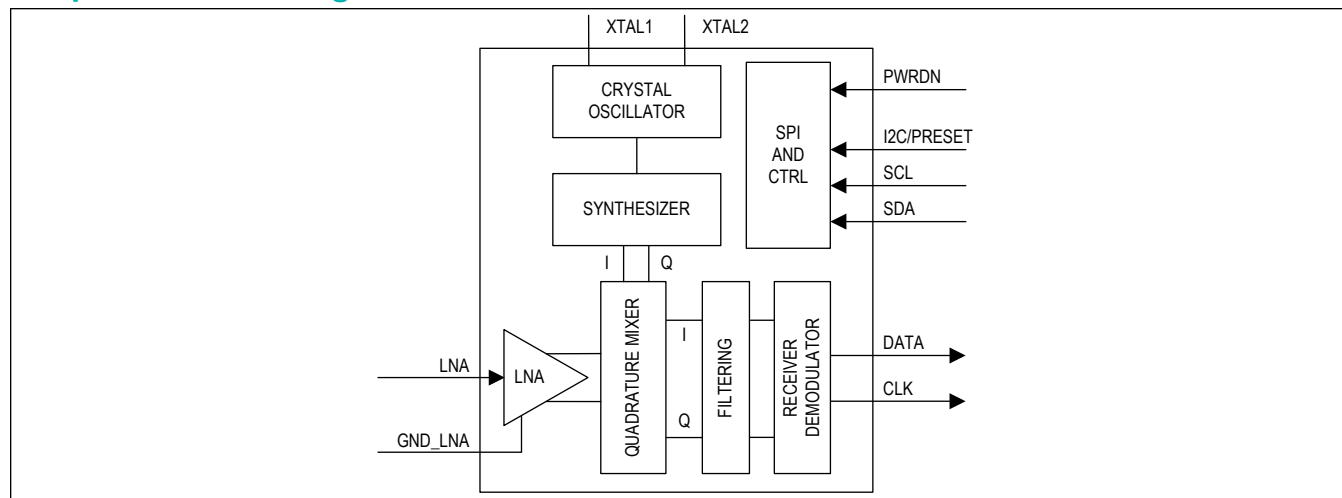 XTAL1
XTAL2
CRYSTAL
OSCILLATOR
SPI
AND
CTRL
PWRDN
I2C/PRESET
SCL
SDA
SYNTHESIZER
I
Q
LNA
LNA
GND_LNA
QUADRATURE MIXER
I
Q
FILTERING
RECEIVER
DEMODULATOR
DATA
CLK